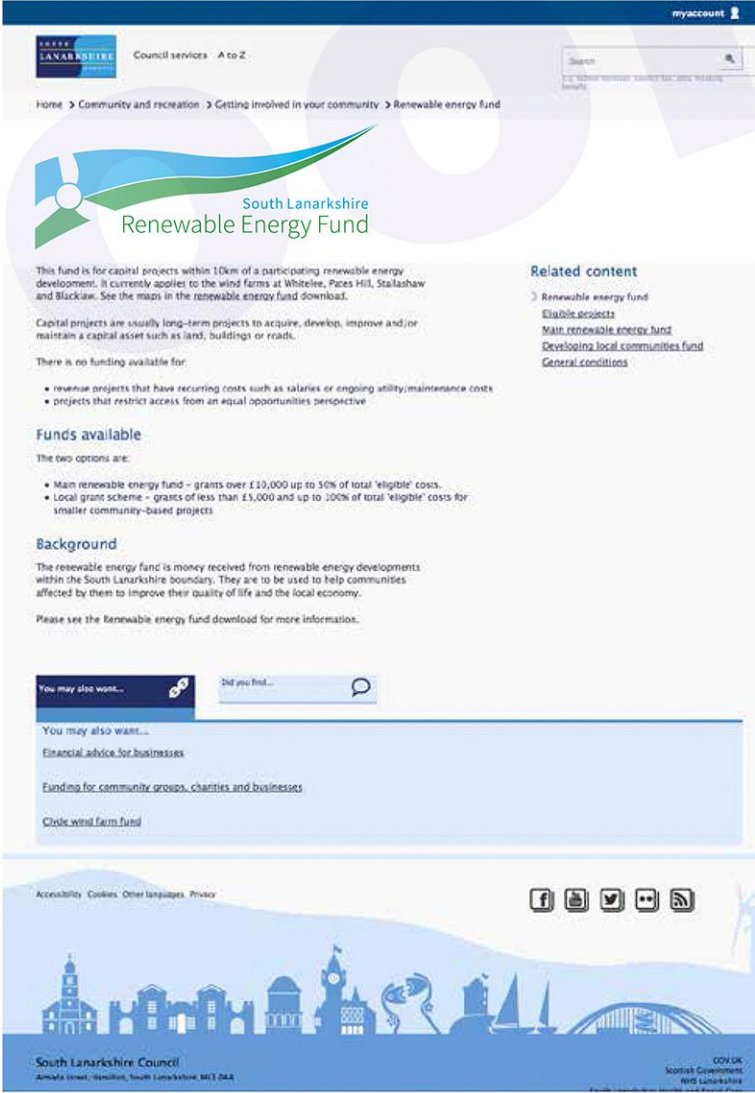 myaccount
SOUTH
LANARKSHIRE
COUNCIL
Council services A to Z
Search
Home > Community and recreation > Getting involved in your community > Renewable energy fund
South Lanarkshire
Renewable Energy Fund
This fund is for capital projects within 10km of a participating renewable energy
development. It currently applies to the wind farms at Whitelee, Pates Hill, Stallashaw
and Blacklaw. See the maps in the renewable energy fund download.
Capital projects are usually long-term projects to acquire, develop, improve and/or
maintain a capital asset such as land, buildings or roads.
There is no funding available for:
• revenue projects that have recurring costs such as salaries or ongoing utility/maintenance costs
• projects that restrict access from an equal opportunities perspective
Funds available
The two options are:
• Main renewable energy fund – grants over £10,000 up to 50% of total 'eligible' costs.
• Local grant scheme – grants of less than £5,000 and up to 100% of total 'eligible' costs for
smaller community-based projects
Background
The renewable energy fund is money received from renewable energy developments
within the South Lanarkshire boundary. They are to be used to help communities
affected by them to improve their quality of life and the local economy.
Please see the Renewable energy fund download for more information.
Related content
Renewable energy fund
Eligible projects
Main renewable energy fund
Developing local communities fund
General conditions
You may also want...
Did you find...
You may also want...
Financial advice for businesses
Funding for community groups, charities and businesses
Clyde wind farm fund
Accessibility Cookies Other languages Privacy
South Lanarkshire Council
Almada Street, Hamilton, South Lanarkshire, ML3 0AA
GOV.UK
Scottish Government
NHS Lanarkshire